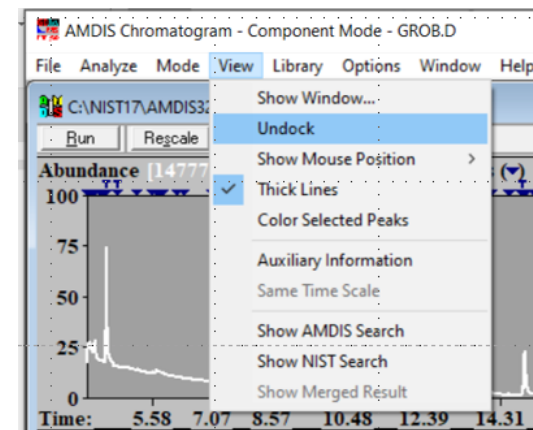 AMDIS Chromatogram - Component Mode - GROB.D
File Analyze Mode View Library Options Window Help
C:\NIST17\AMDIS32
Run Rescale
Show Window...
Undock
Show Mouse Position
Thick Lines
Color Selected Peaks
Auxiliary Information
Same Time Scale
Show AMDIS Search
Show NIST Search
Show Merged Result
Abundance [14777
100
75
50
25
0
Time: 5.58 7.07 8.57 10.48 12.39 14.31